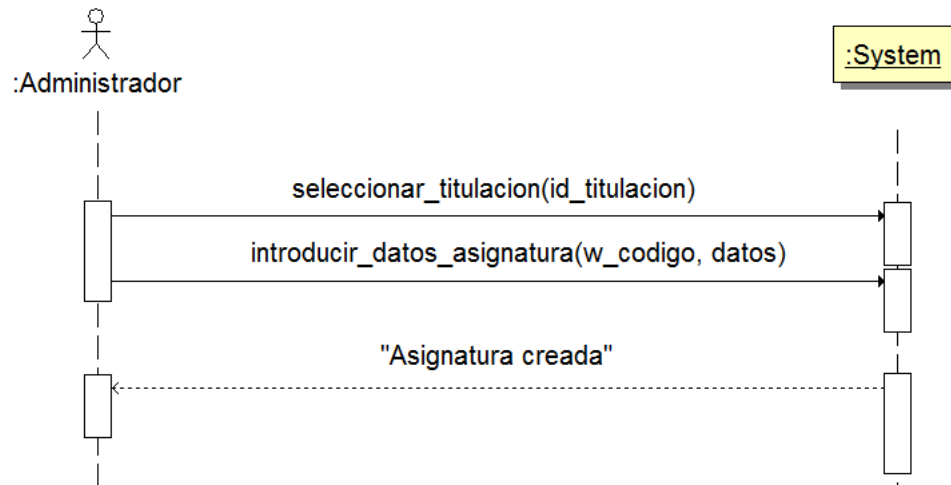 :Administrador
:System
seleccionar_titulacion(id_titulacion)
introducir_datos_asignatura(w_codigo, datos)
"Asignatura creada"